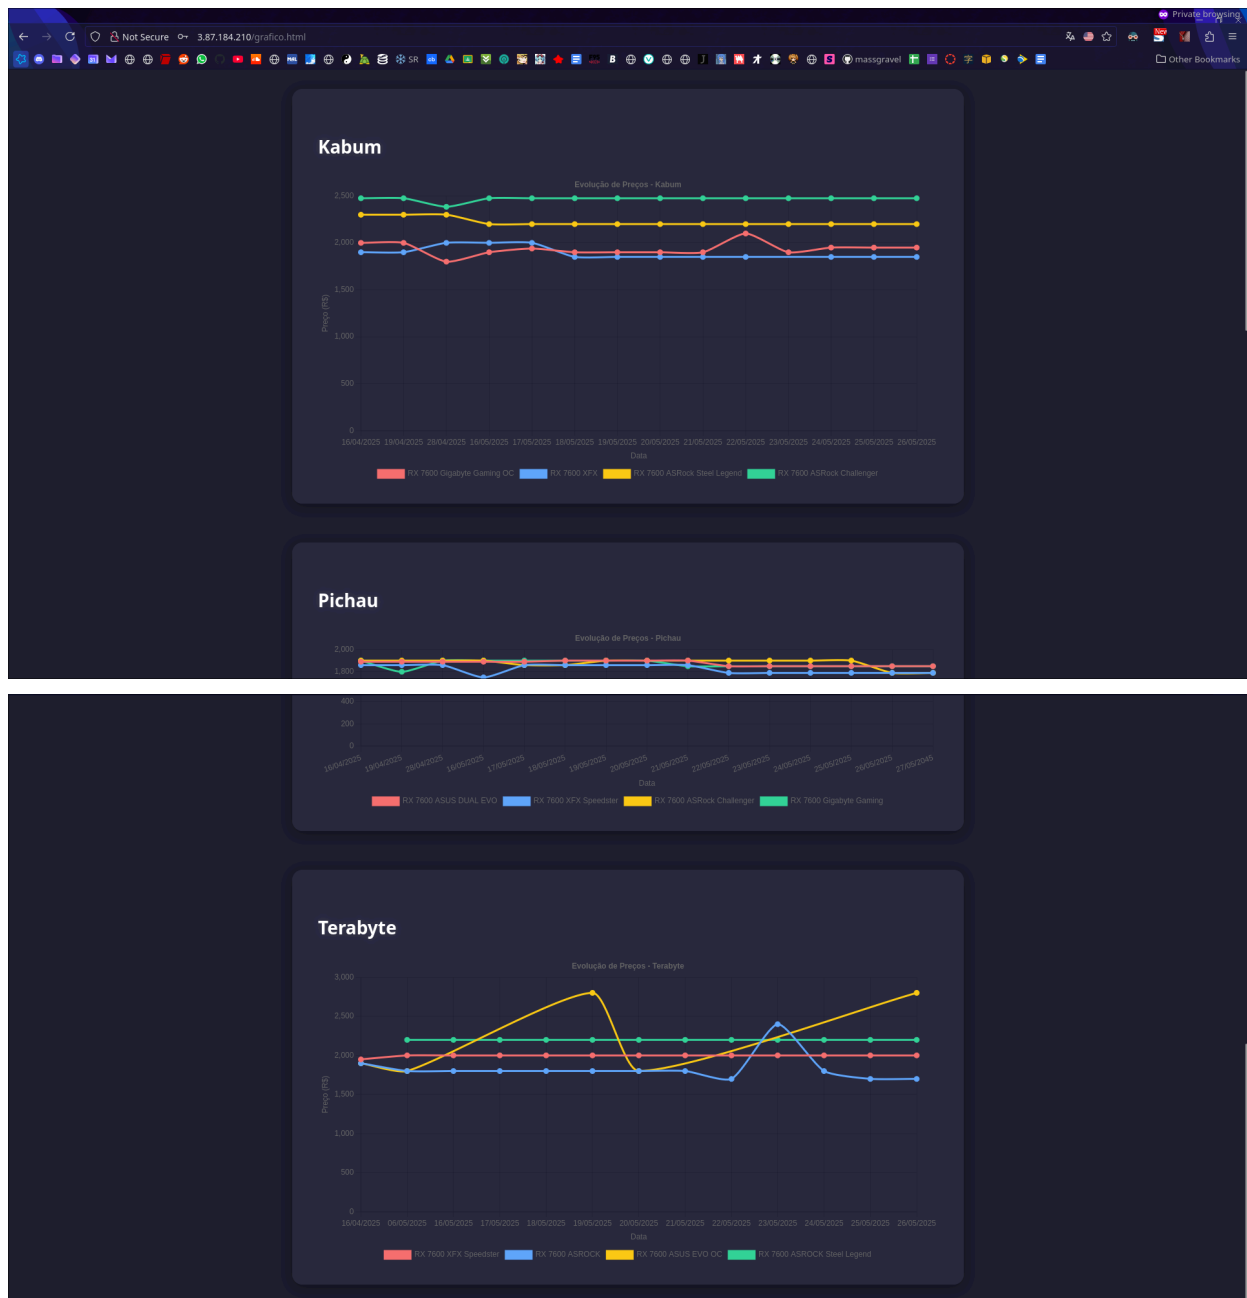 Private browsing
Not Secure 3.87.184.210/grafico.html New
SR massgravel Other Bookmarks
Kabum
Evolução de Preços - Kabum
2,500
2,000
1,500
1,000
500
0
Preço (R$)
16/04/2025 19/04/2025 28/04/2025 16/05/2025 17/05/2025 18/05/2025 19/05/2025 20/05/2025 21/05/2025 22/05/2025 23/05/2025 24/05/2025 25/05/2025 26/05/2025
Data
RX 7600 Gigabyte Gaming OC RX 7600 XFX RX 7600 ASRock Steel Legend RX 7600 ASRock Challenger
Pichau
Evolução de Preços - Pichau
2,000
1,800
400
200
0
16/04/2025 19/04/2025 28/04/2025 16/05/2025 17/05/2025 18/05/2025 19/05/2025 20/05/2025 21/05/2025 22/05/2025 23/05/2025 24/05/2025 25/05/2025 26/05/2025 27/05/2045
Data
RX 7600 ASUS DUAL EVO RX 7600 XFX Speedster RX 7600 ASRock Challenger RX 7600 Gigabyte Gaming
Terabyte
Evolução de Preços - Terabyte
3,000
2,500
2,000
1,500
1,000
500
0
Preço (R$)
16/04/2025 06/05/2025 16/05/2025 17/05/2025 18/05/2025 19/05/2025 20/05/2025 21/05/2025 22/05/2025 23/05/2025 24/05/2025 25/05/2025 26/05/2025
Data
RX 7600 XFX Speedster RX 7600 ASROCK RX 7600 ASUS EVO OC RX 7600 ASROCK Steel Legend